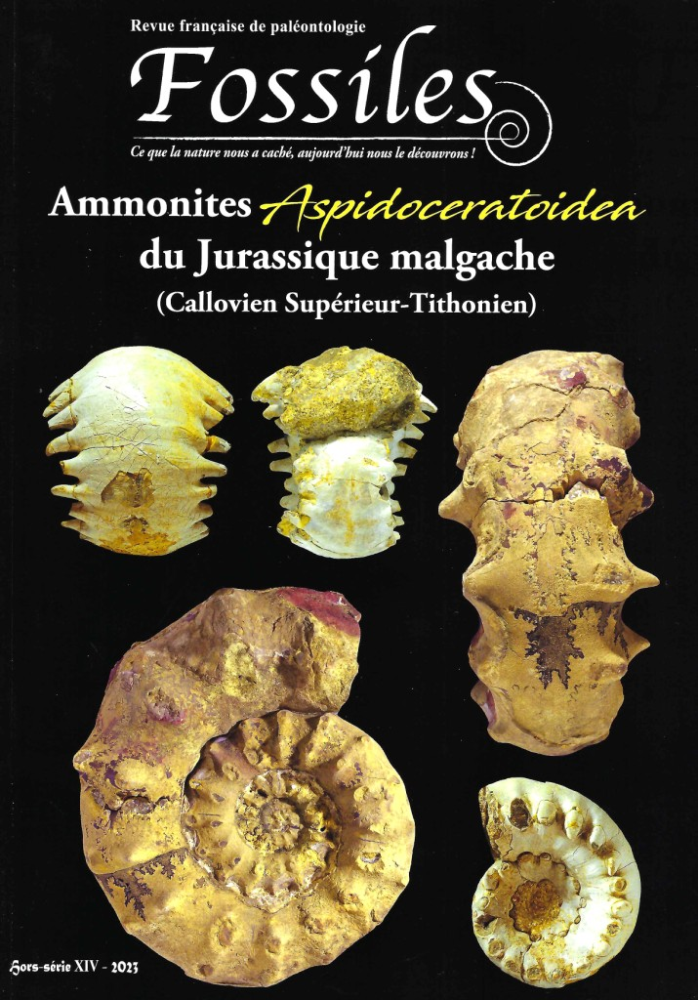 Revue française de paléontologie
Fossiles
Ce que la nature nous a caché, aujourd'hui nous le découvrons !
Ammonites Aspidoceratoidea
du Jurassique malgache
(Callovien Supérieur-Tithonien)
Hors-série XIV - 2023